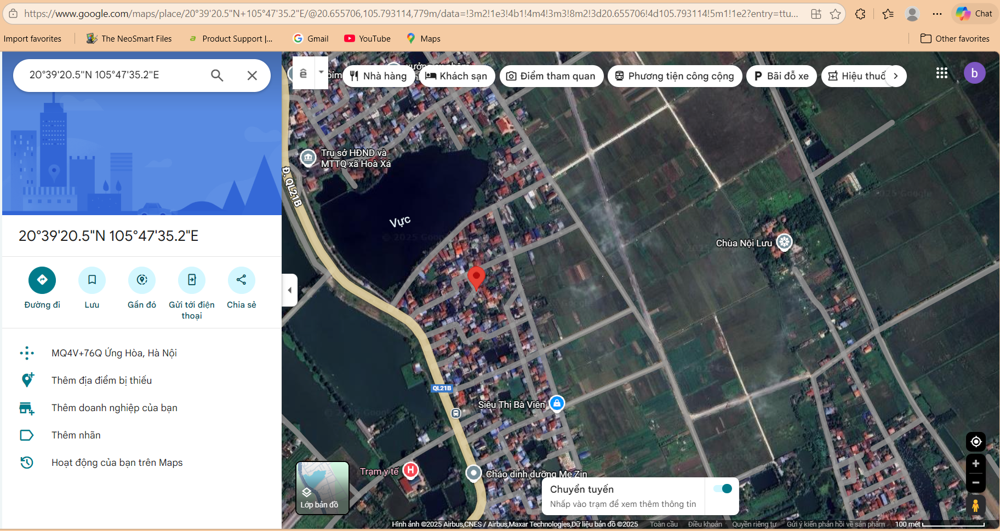 https://www.google.com/maps/place/20°39'20.5"N+105°47'35.2"E/@20.655706,105.793114,779m/data=!3m2!1e3!4b1!4m4!3m3!8m2!3d20.655706!4d105.793114!5m1!1e2?entry=ttu...
Chat
Import favorites
The NeoSmart Files
Product Support |...
Gmail
YouTube
Maps
Other favorites
20°39'20.5"N 105°47'35.2"E
ê
Nhà hàng
Khách sạn
Điểm tham quan
Phương tiện công cộng
Bãi đỗ xe
Hiệu thuố
b
20°39'20.5"N 105°47'35.2"E
Đường đi
Lưu
Gần đó
Gửi tới điện
thoại
Chia sẻ
MQ4V+76Q Ứng Hòa, Hà Nội
Thêm địa điểm bị thiếu
Thêm doanh nghiệp của bạn
Thêm nhãn
Hoạt động của bạn trên Maps
Trụ sở HĐND và
MTTQ xã Hoà Xá
Đ. QL21B
Vực
Chùa Nội Lưu
QL21B
Siêu Thị Bà Viên
Trạm y tế
Cháo dinh dưỡng Mẹ Zin
Lớp bản đồ
Chuyển tuyến
Nhấp vào trạm để xem thêm thông tin
Hình ảnh ©2025 Airbus,CNES / Airbus,Maxar Technologies,Dữ liệu bản đồ ©2025
Toàn cầu
Điều khoản
Quyền riêng tư
Gửi ý kiến phản hồi về sản phẩm
100 mét